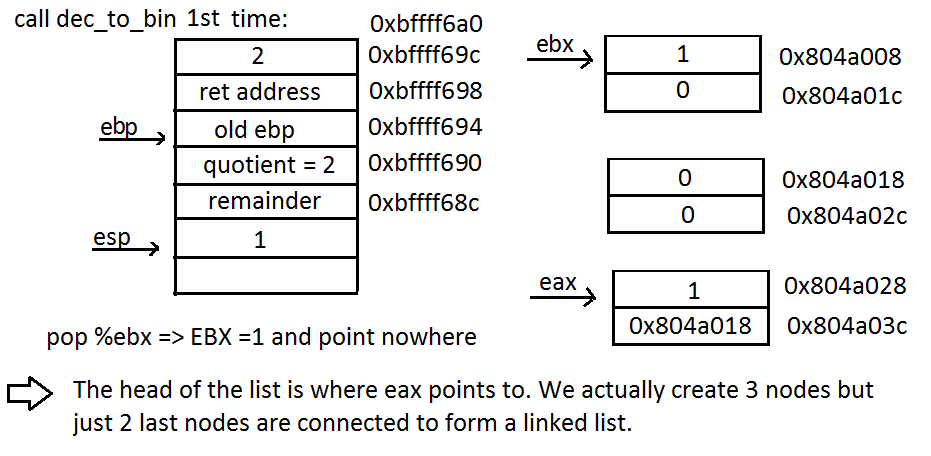 call dec_to_bin 1st time:
0xbffff6a0
2
0xbffff69c
ret address
0xbffff698
ebp
old ebp
0xbffff694
quotient = 2
0xbffff690
remainder
0xbffff68c
esp
1
ebx
1
0x804a008
0
0x804a01c
0
0x804a018
0
0x804a02c
eax
1
0x804a028
0x804a018
0x804a03c
pop %ebx => EBX =1 and point nowhere
The head of the list is where eax points to. We actually create 3 nodes but
just 2 last nodes are connected to form a linked list.